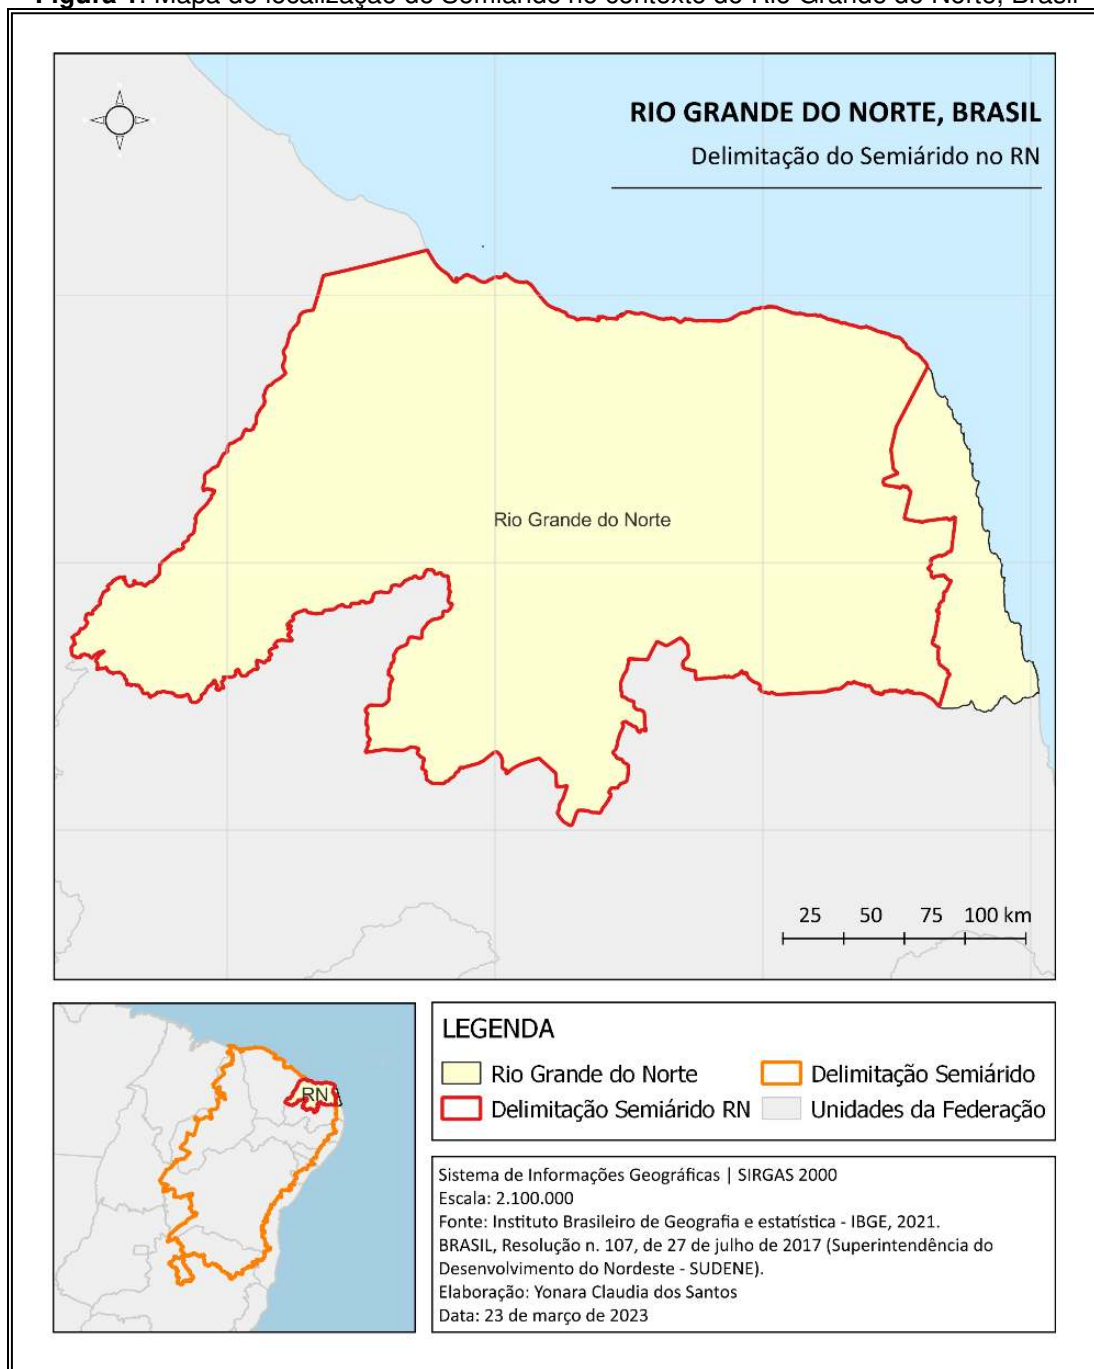 Figura 1. Mapa de localização do Semiárido no contexto do Rio Grande do Norte, Brasil
RIO GRANDE DO NORTE, BRASIL
Delimitação do Semiárido no RN
Rio Grande do Norte
25 50 75 100 km
RN
LEGENDA
Rio Grande do Norte
Delimitação Semiárido
Delimitação Semiárido RN
Unidades da Federação
Sistema de Informações Geográficas | SIRGAS 2000
Escala: 2.100.000
Fonte: Instituto Brasileiro de Geografia e estatística - IBGE, 2021.
BRASIL, Resolução n. 107, de 27 de julho de 2017 (Superintendência do
Desenvolvimento do Nordeste - SUDENE).
Elaboração: Yonara Claudia dos Santos
Data: 23 de março de 2023